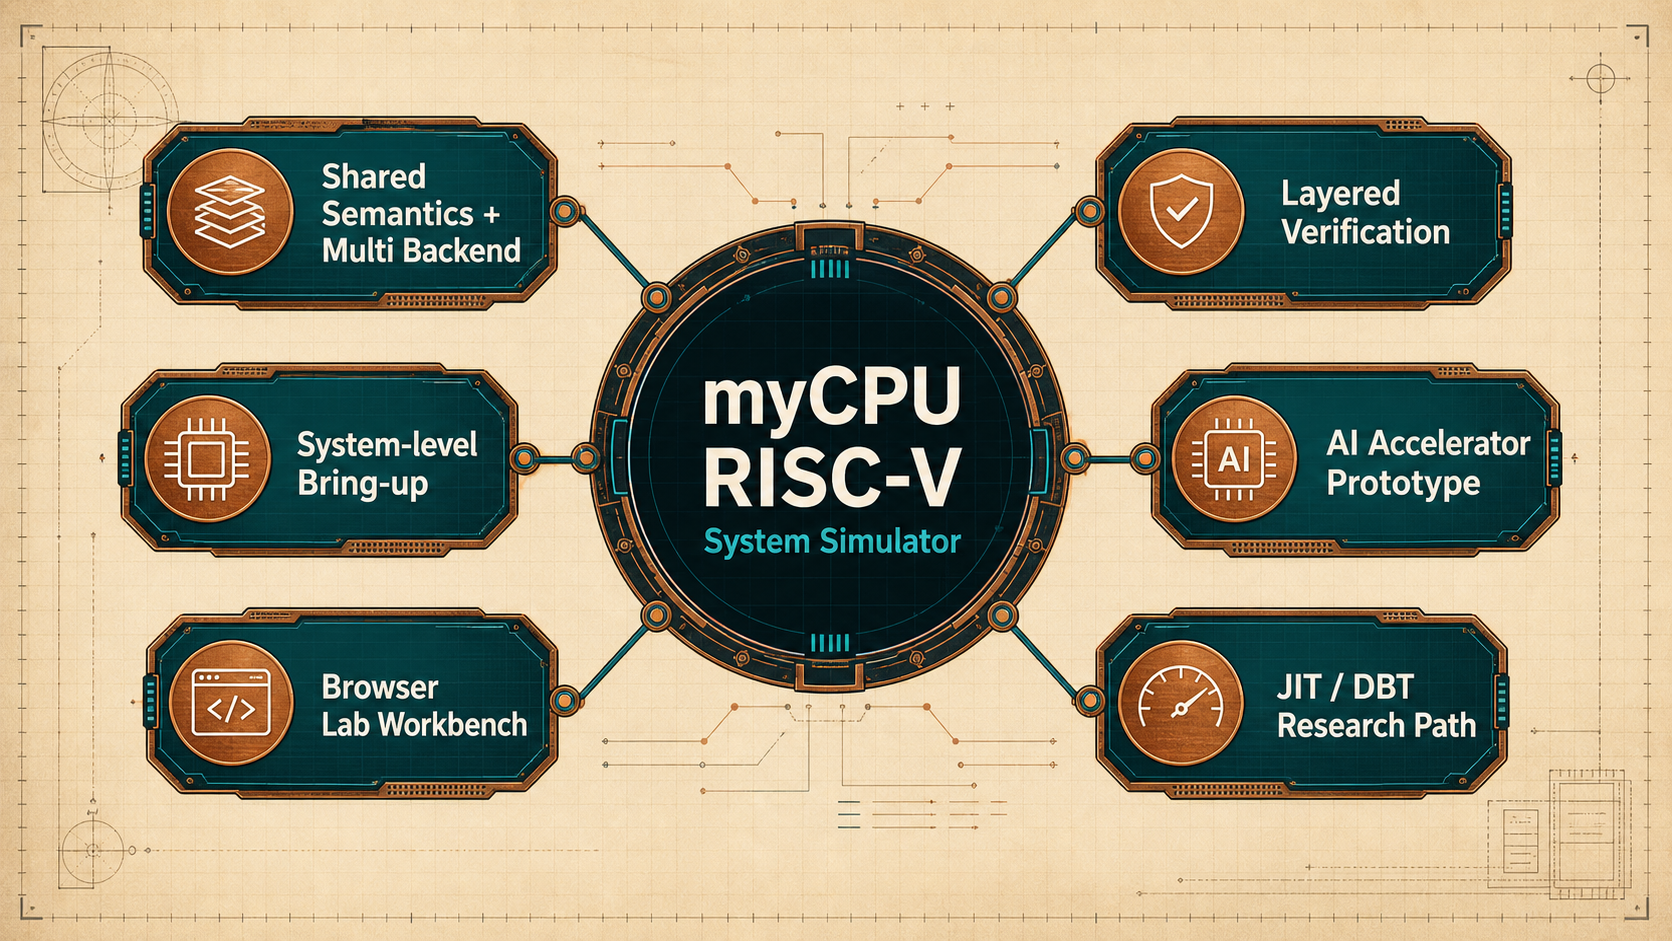 Shared
Semantics +
Multi Backend
System-level
Bring-up
Browser
Lab Workbench
myCPU
RISC-V
System Simulator
Layered
Verification
AI
AI Accelerator
Prototype
JIT / DBT
Research Path